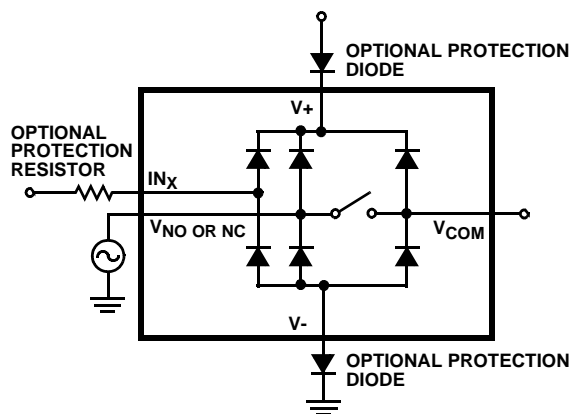 OPTIONAL PROTECTION
DIODE
V+
OPTIONAL
PROTECTION
RESISTOR
INX
VNO OR NC
VCOM
V-
OPTIONAL PROTECTION
DIODE